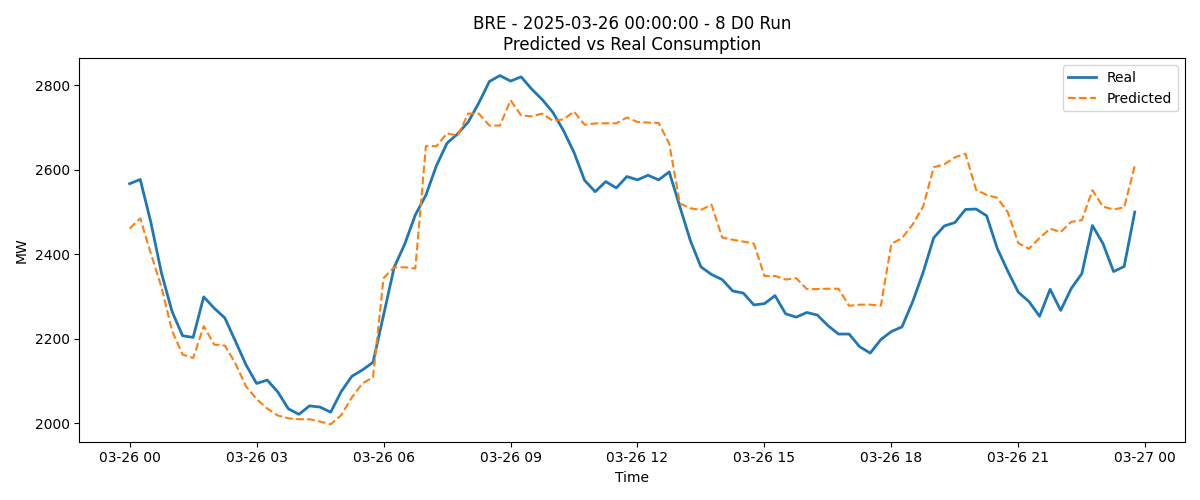 BRE - 2025-03-26 00:00:00 - 8 D0 Run
Predicted vs Real Consumption
Real
Predicted
MW
2800
2600
2400
2200
2000
03-26 00
03-26 03
03-26 06
03-26 09
03-26 12
03-26 15
03-26 18
03-26 21
03-27 00
Time